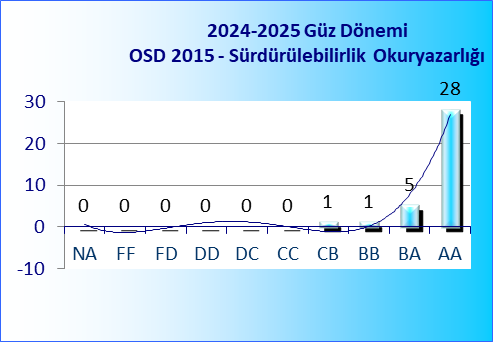 2024-2025 Güz Dönemi
OSD 2015 - Sürdürülebilirlik Okuryazarlığı
28
30
20
10
5
0 0 0 0 0 0 1 1
0
NA FF FD DD DC CC CB BB BA AA
-10